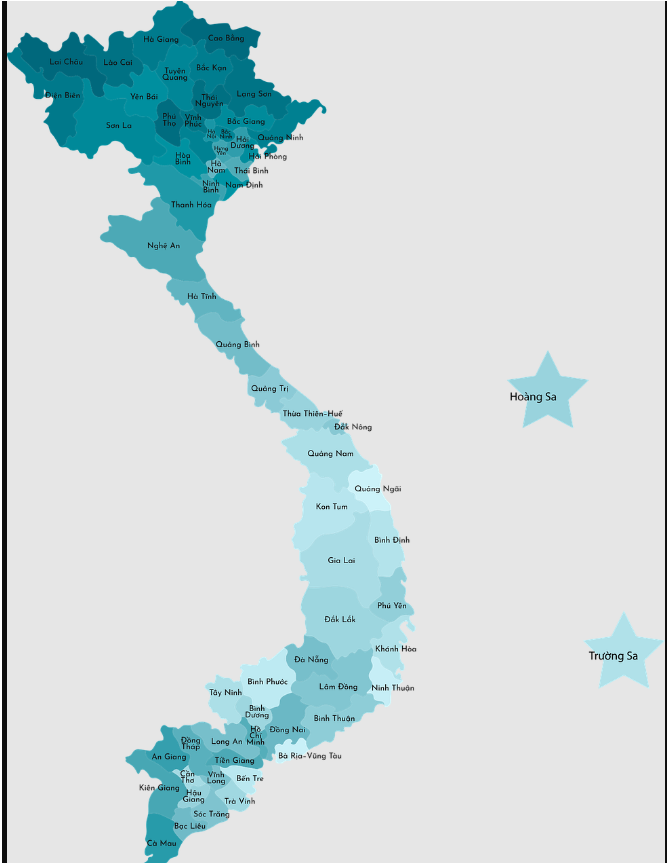 Hà Giang
Cao Bằng
Lai Châu
Lào Cai
Tuyên
Quang
Bắc Kạn
Điện Biên
Yên Bái
Thái
Nguyên
Lạng Sơn
Sơn La
Phú
Thọ
Vĩnh
Phúc
Bắc Giang
Hà
Nội
Bắc
Ninh
Quảng Ninh
Hải
Dương
Hưng
Yên
Hải Phòng
Hòa
Bình
Hà
Nam
Thái Bình
Ninh
Bình
Nam Định
Thanh Hóa
Nghệ An
Hà Tĩnh
Quảng Bình
Quảng Trị
Thừa Thiên-Huế
Đắk Nông
Quảng Nam
Quảng Ngãi
Kon Tum
Bình Định
Gia Lai
Phú Yên
Đắk Lắk
Khánh Hòa
Đà Nẵng
Bình Phước
Lâm Đồng
Ninh Thuận
Tây Ninh
Bình
Dương
Bình Thuận
Hồ
Chí
Minh
Đồng Nai
Đồng
Tháp
Long An
Bà Rịa-Vũng Tàu
An Giang
Tiền Giang
Cần
Thơ
Vĩnh
Long
Bến Tre
Kiên Giang
Hậu
Giang
Trà Vinh
Sóc Trăng
Bạc Liêu
Cà Mau
Hoàng Sa
Trường Sa